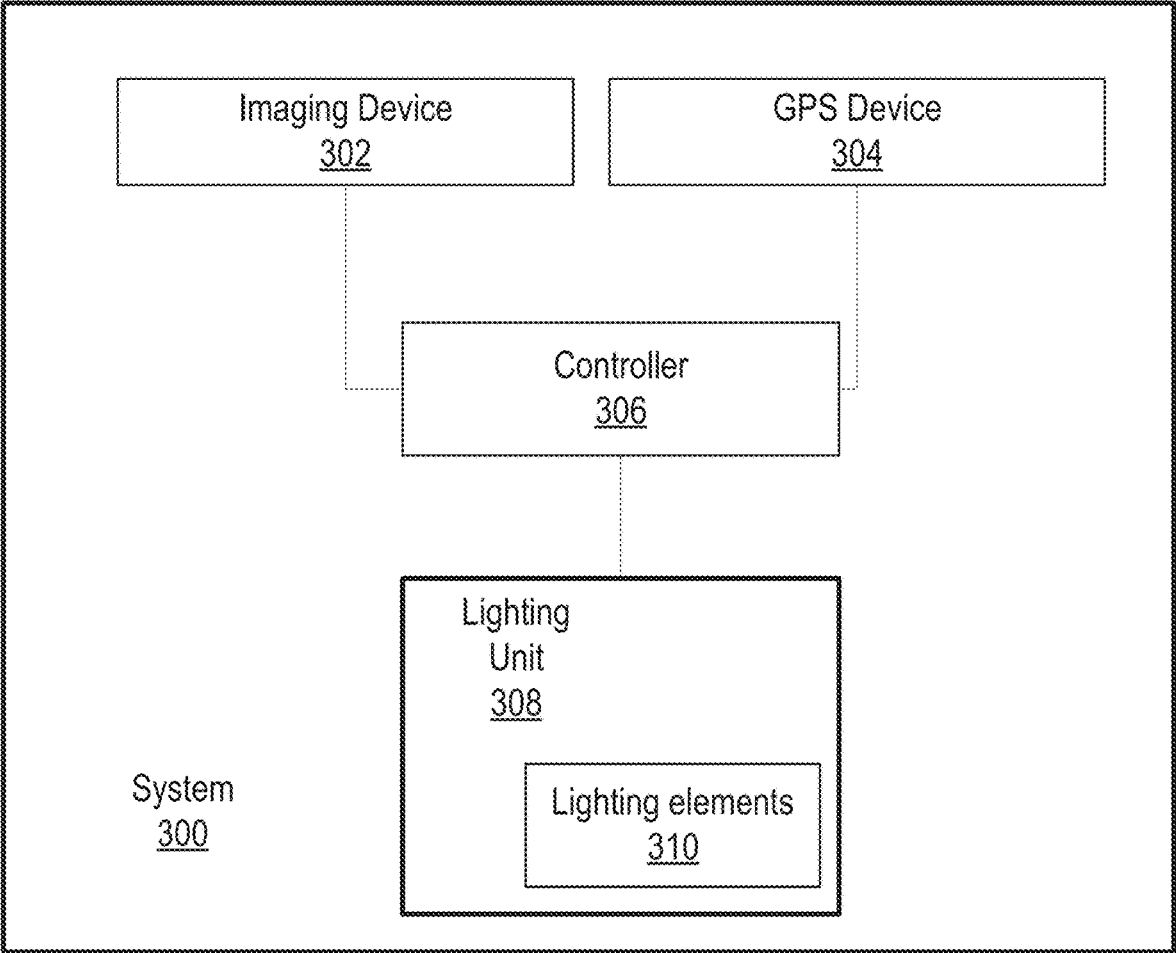 Imaging Device
302
GPS Device
304
Controller
306
Lighting
Unit
308
Lighting elements
310
System
300